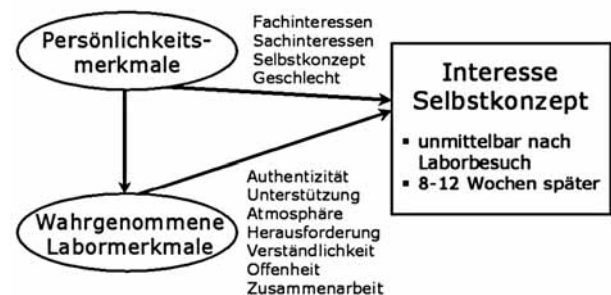 Persönlichkeits-
merkmale
Fachinteressen
Sachinteressen
Selbstkonzept
Geschlecht
Interesse
Selbstkonzept
▪ unmittelbar nach
Laborbesuch
▪ 8-12 Wochen später
Wahrgenommene
Labormerkmale
Authentizität
Unterstützung
Atmosphäre
Herausforderung
Verständlichkeit
Offenheit
Zusammenarbeit